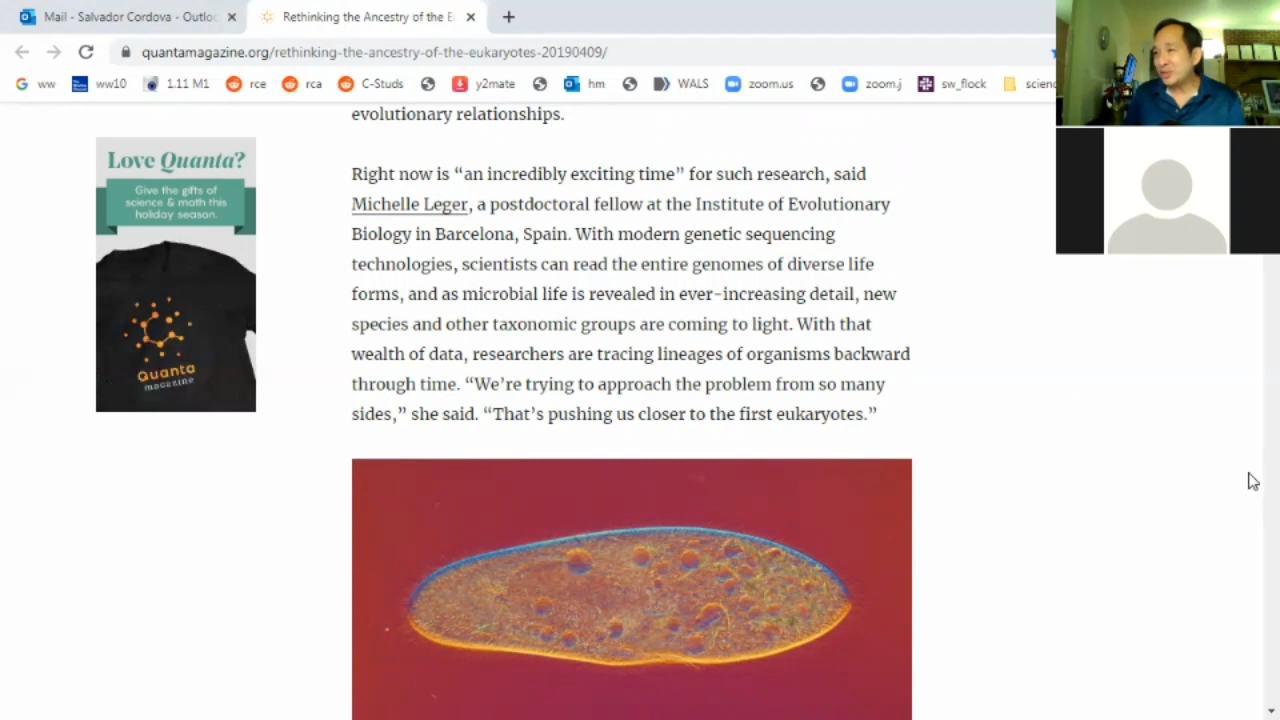 Mail - Salvador Cordova - Outloo
Rethinking the Ancestry of the E
quantamagazine.org/rethinking-the-ancestry-of-the-eukaryotes-20190409/
ww
ww10
1.11 M1
rce
rca
C-Studs
y2mate
hm
WALS
zoom.us
zoom.j
sw_flock
scienc
evolutionary relationships.
Love Quanta?
Give the gifts of
science & math this
holiday season.
Quanta
magazine
Right now is “an incredibly exciting time” for such research, said
Michelle Leger, a postdoctoral fellow at the Institute of Evolutionary
Biology in Barcelona, Spain. With modern genetic sequencing
technologies, scientists can read the entire genomes of diverse life
forms, and as microbial life is revealed in ever-increasing detail, new
species and other taxonomic groups are coming to light. With that
wealth of data, researchers are tracing lineages of organisms backward
through time. “We’re trying to approach the problem from so many
sides,” she said. “That’s pushing us closer to the first eukaryotes.”